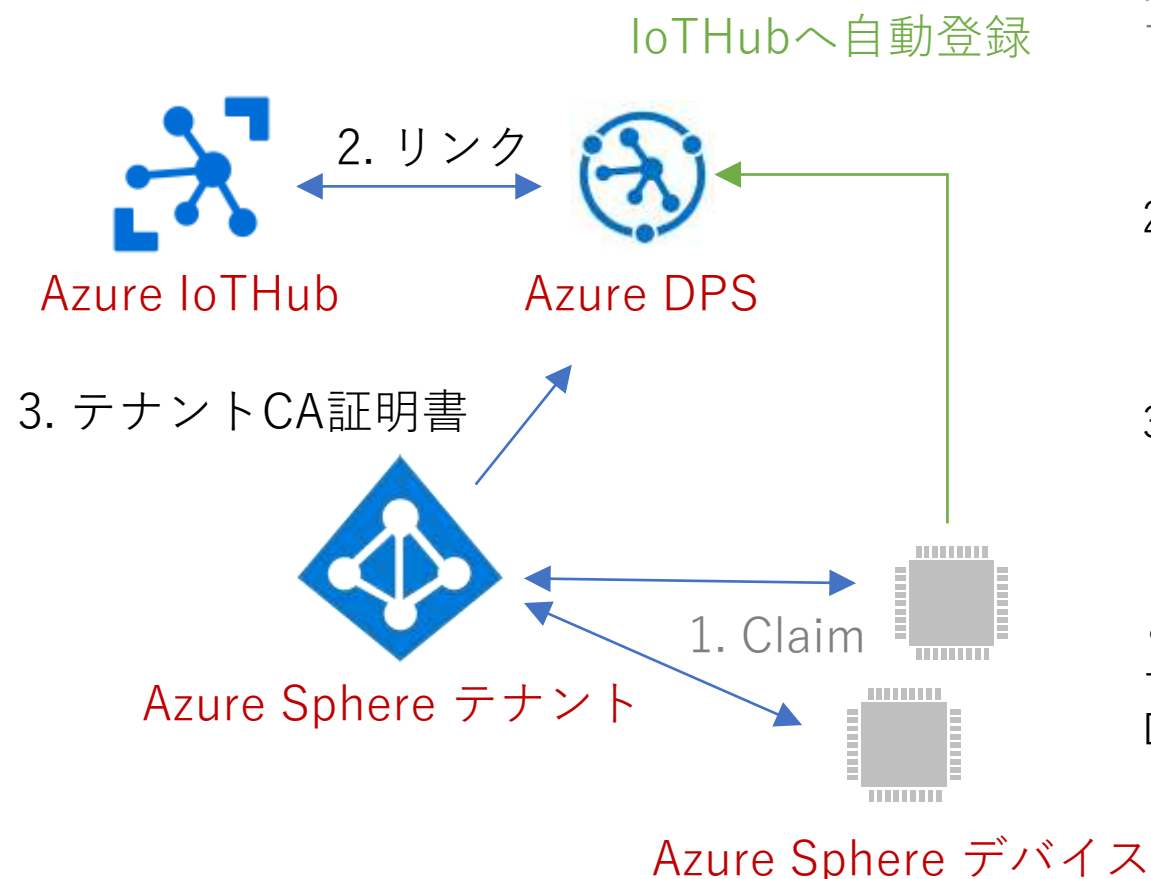 IoTHubへ自動登録
2. リンク
Azure IoTHub
Azure DPS
3. テナントCA証明書
1. Claim
Azure Sphere テナント
Azure Sphere デバイス